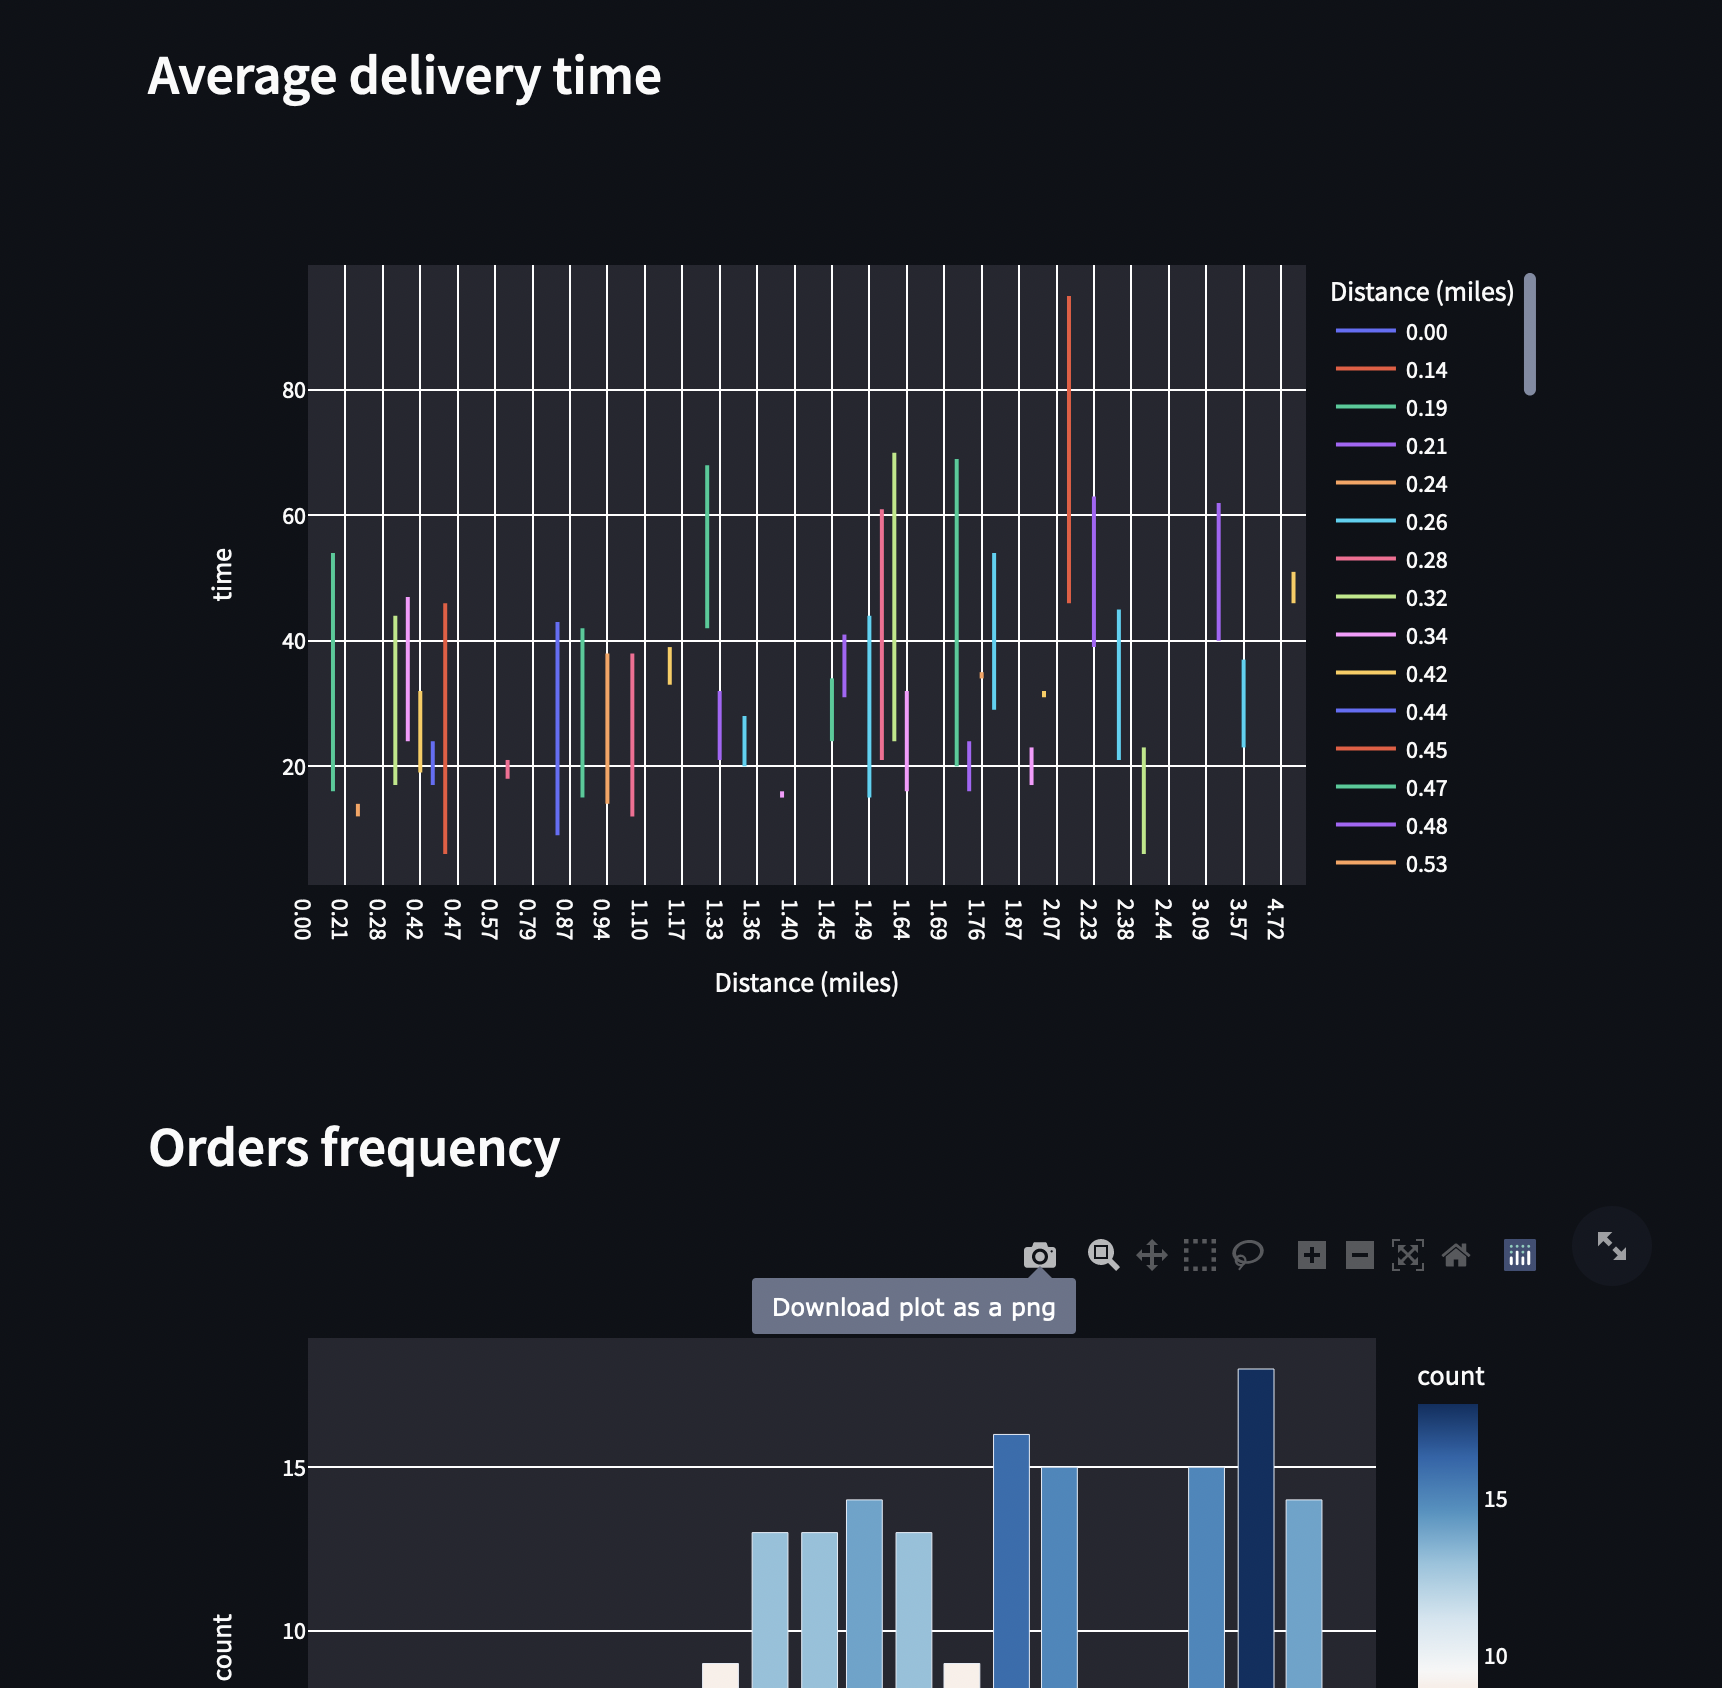 Average delivery time
Distance (miles)
0.00
0.14
0.19
0.21
0.24
0.26
0.28
0.32
0.34
0.42
0.44
0.45
0.47
0.48
0.53
80
60
40
20
time
0.00 0.21 0.28 0.42 0.47 0.57 0.79 0.87 0.94 1.10 1.17 1.33 1.36 1.40 1.45 1.49 1.64 1.69 1.76 1.87 2.07 2.23 2.38 2.44 3.09 3.57 4.72
Distance (miles)
Orders frequency
Download plot as a png
count
15
10
15
10
count